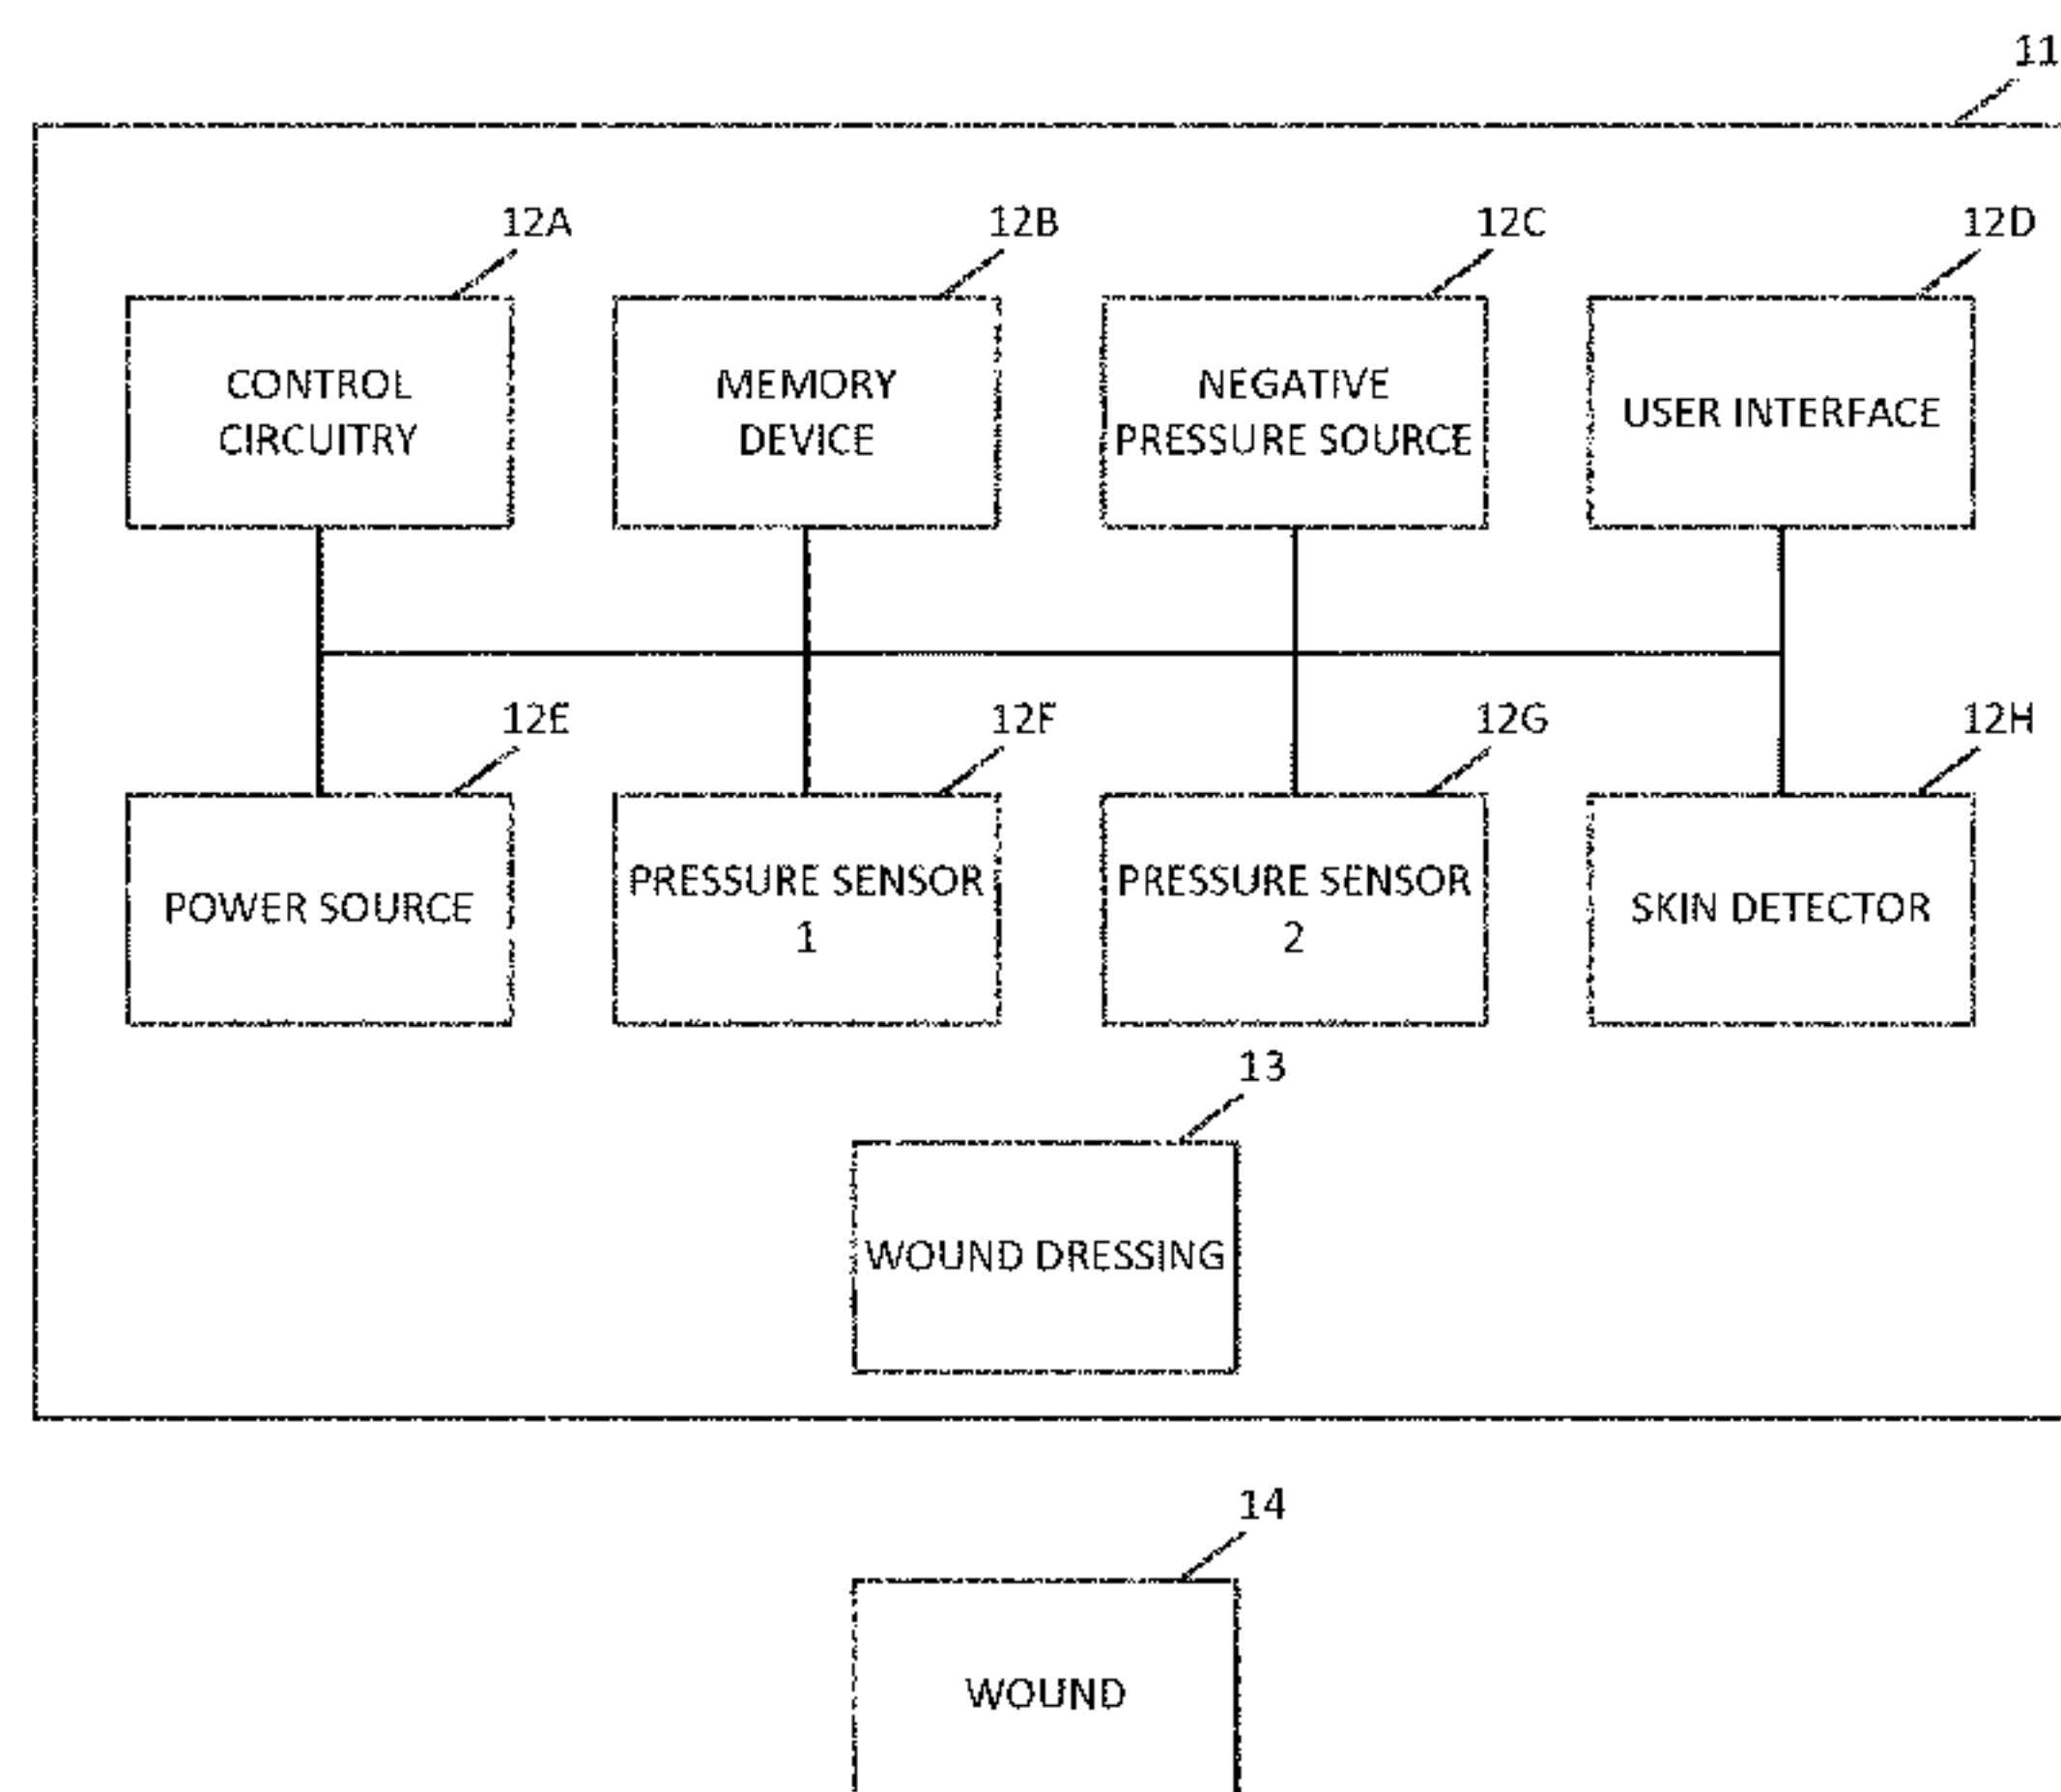 11
12A
12B
12C
12D
CONTROL
CIRCUITRY
MEMORY
DEVICE
NEGATIVE
PRESSURE SOURCE
USER INTERFACE
12E
12F
12G
12H
POWER SOURCE
PRESSURE SENSOR
1
PRESSURE SENSOR
2
SKIN DETECTOR
13
WOUND DRESSING
14
WOUND